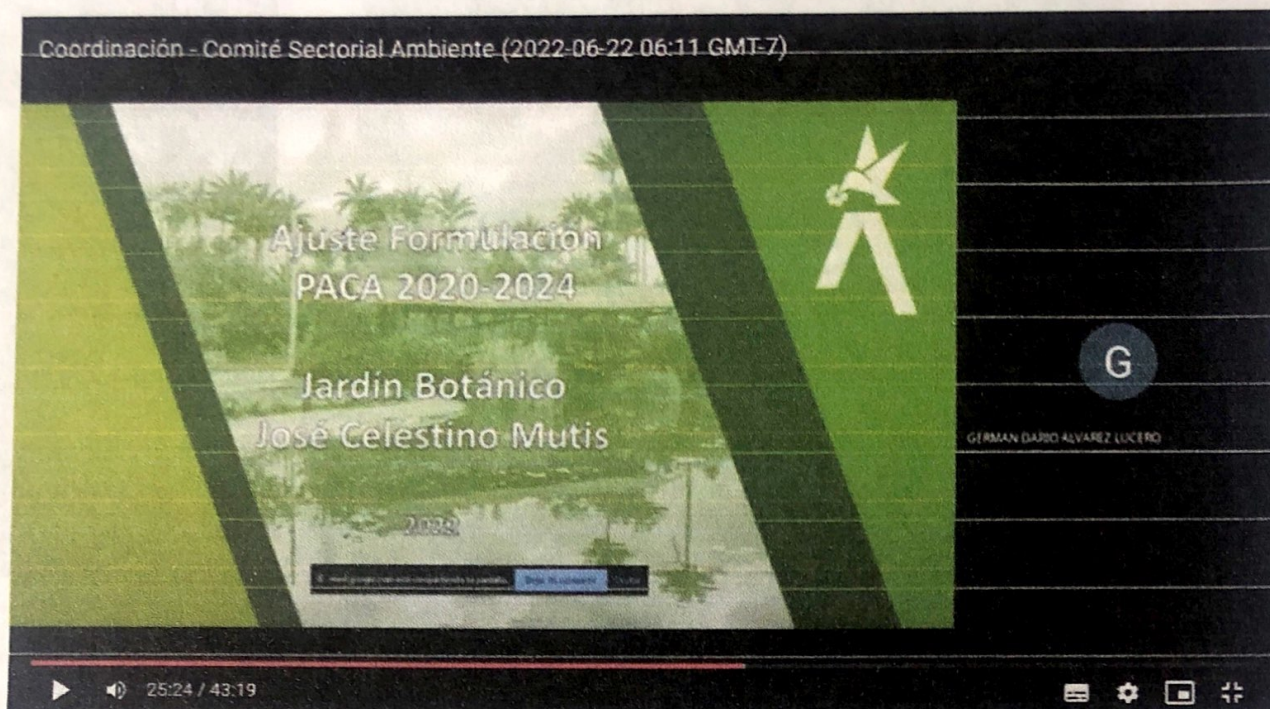 Coordinación - Comité Sectorial Ambiente (2022-06-22 06:11 GMT-7)
Ajuste Formulación
PACA 2020-2024
Jardín Botánico
José Celestino Mutis
2022
G
GERMAN DARIO ALVAREZ LUCERO
25:24 / 43:19